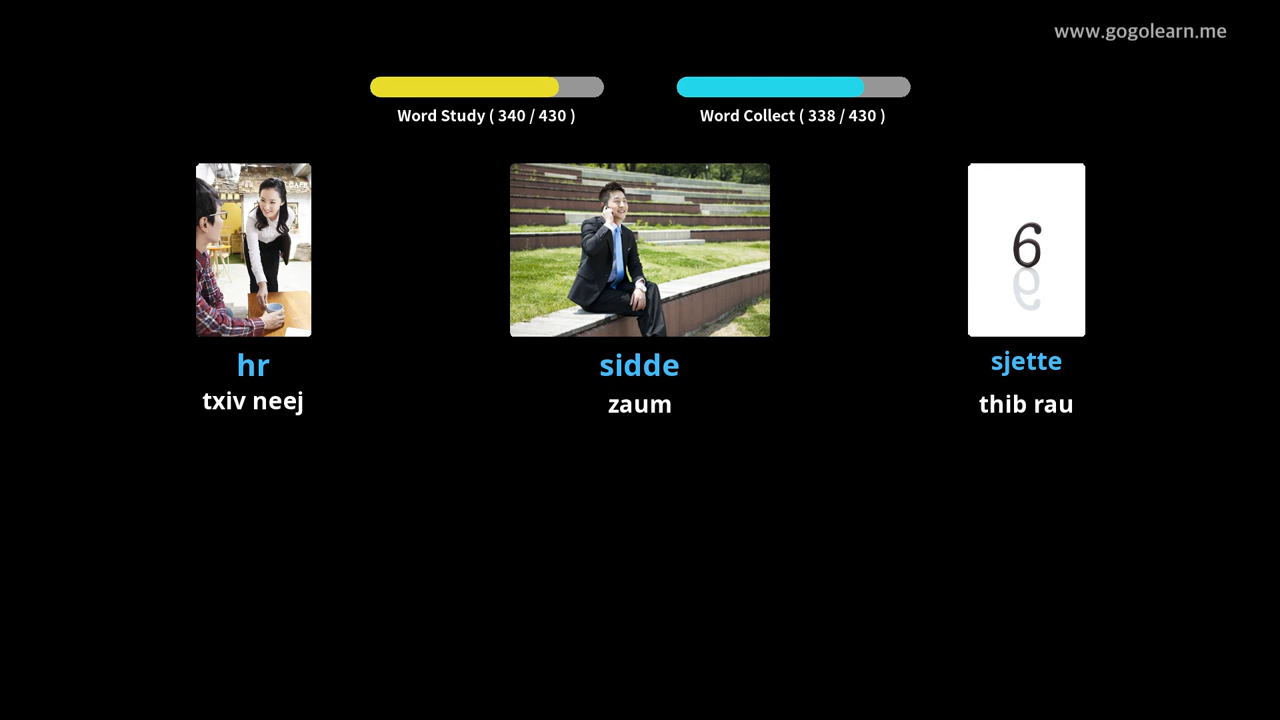 www.gogolearn.me
Word Study ( 340 / 430 )
Word Collect ( 338 / 430 )
6
hr
sidde
sjette
txiv neej
zaum
thib rau